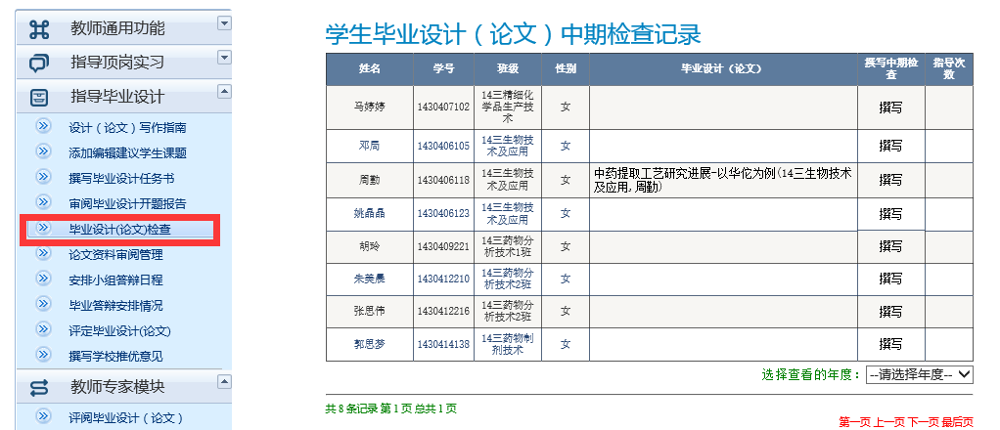 教师通用功能
指导顶岗实习
指导毕业设计
设计（论文）写作指南
添加编辑建议学生课题
撰写毕业设计任务书
审阅毕业设计开题报告
毕业设计(论文)检查
论文资料审阅管理
安排小组答辩日程
毕业答辩安排情况
评定毕业设计(论文)
撰写学校推优意见
教师专家模块
评阅毕业设计（论文）
学生毕业设计（论文）中期检查记录
姓名 学号 班级 性别 毕业设计（论文） 撰写中期检 指导次
查 数
马婷婷 1430407102 14三精细化 女 撰写
学品生产技
术
邓局 1430406105 14三生物技 女 撰写
术及应用
周勤 1430406118 14三生物技 女 中药提取工艺研究进展-以华佗为例(14三生物技术 撰写
术及应用 及应用,周勤)
姚晶晶 1430406123 14三生物技 女 撰写
术及应用
胡玲 1430409221 14三药物分 女 撰写
析技术1班
朱美晨 1430412210 14三药物分 女 撰写
析技术2班
张思伟 1430412216 14三药物分 女 撰写
析技术2班
郭思梦 1430414138 14三药物制 女 撰写
剂技术
选择查看的年度： --请选择年度--
共 8 条记录 第 1 页 总共 1 页
第一页 上一页 下一页 最后页